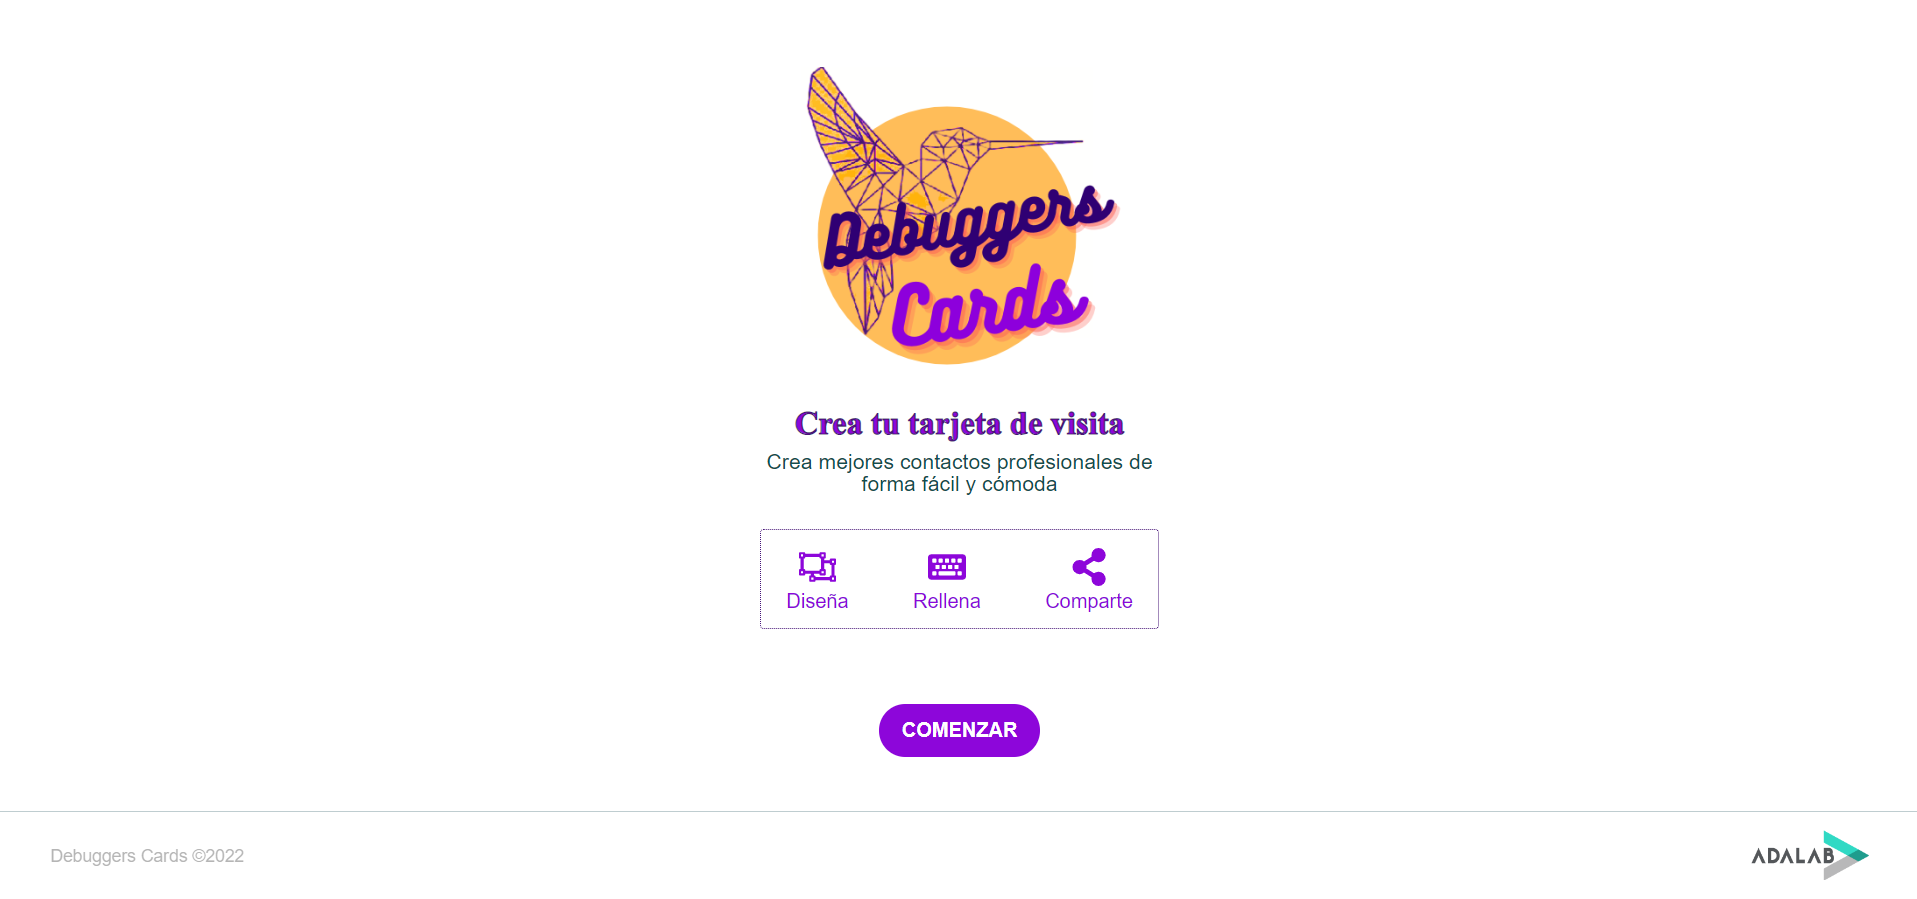 Debuggers
Cards
Crea tu tarjeta de visita
Crea mejores contactos profesionales de
forma fácil y cómoda
Diseña
Rellena
Comparte
COMENZAR
Debuggers Cards ©2022
ADALAB